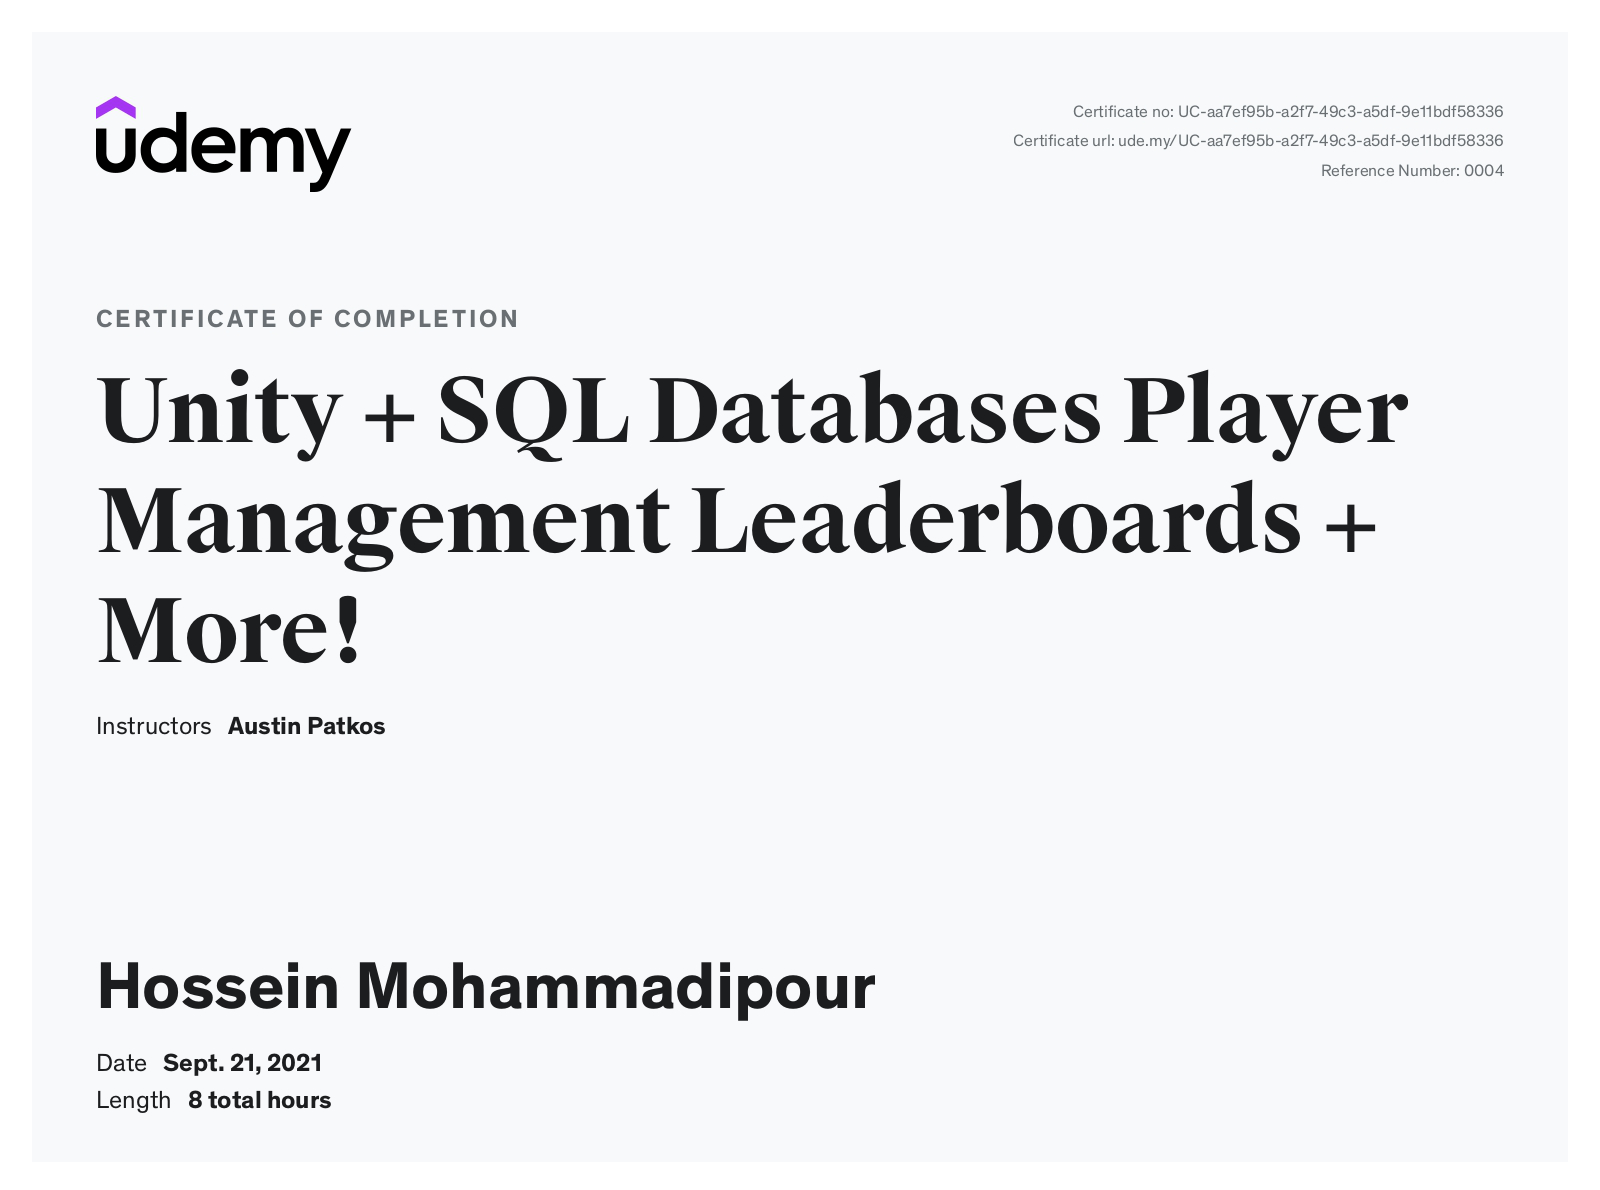 udemy
Certificate no: UC-aa7ef95b-a2f7-49c3-a5df-9e11bdf58336
Certificate url: ude.my/UC-aa7ef95b-a2f7-49c3-a5df-9e11bdf58336
Reference Number: 0004
CERTIFICATE OF COMPLETION
Unity + SQL Databases Player
Management Leaderboards +
More!
Instructors Austin Patkos
Hossein Mohammadipour
Date Sept. 21, 2021
Length 8 total hours